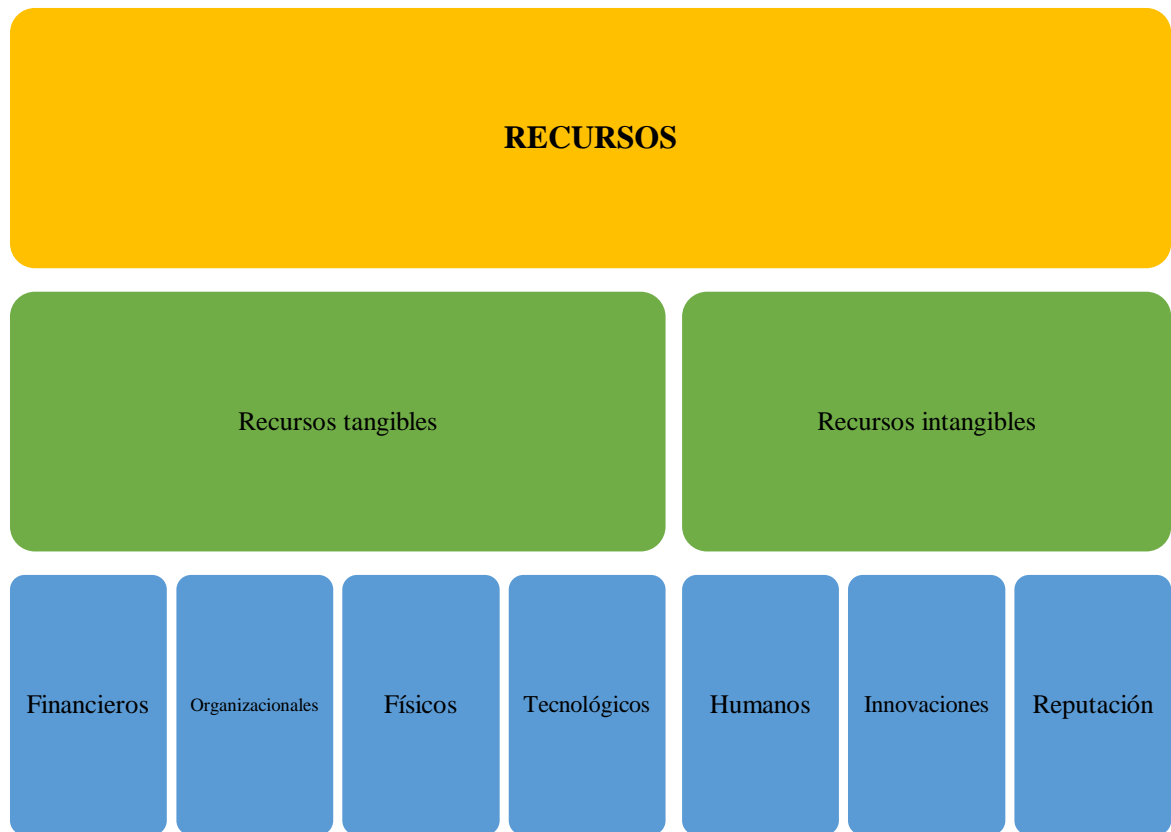 RECURSOS
Recursos tangibles
Recursos intangibles
Financieros
Organizacionales
Físicos
Tecnológicos
Humanos
Innovaciones
Reputación